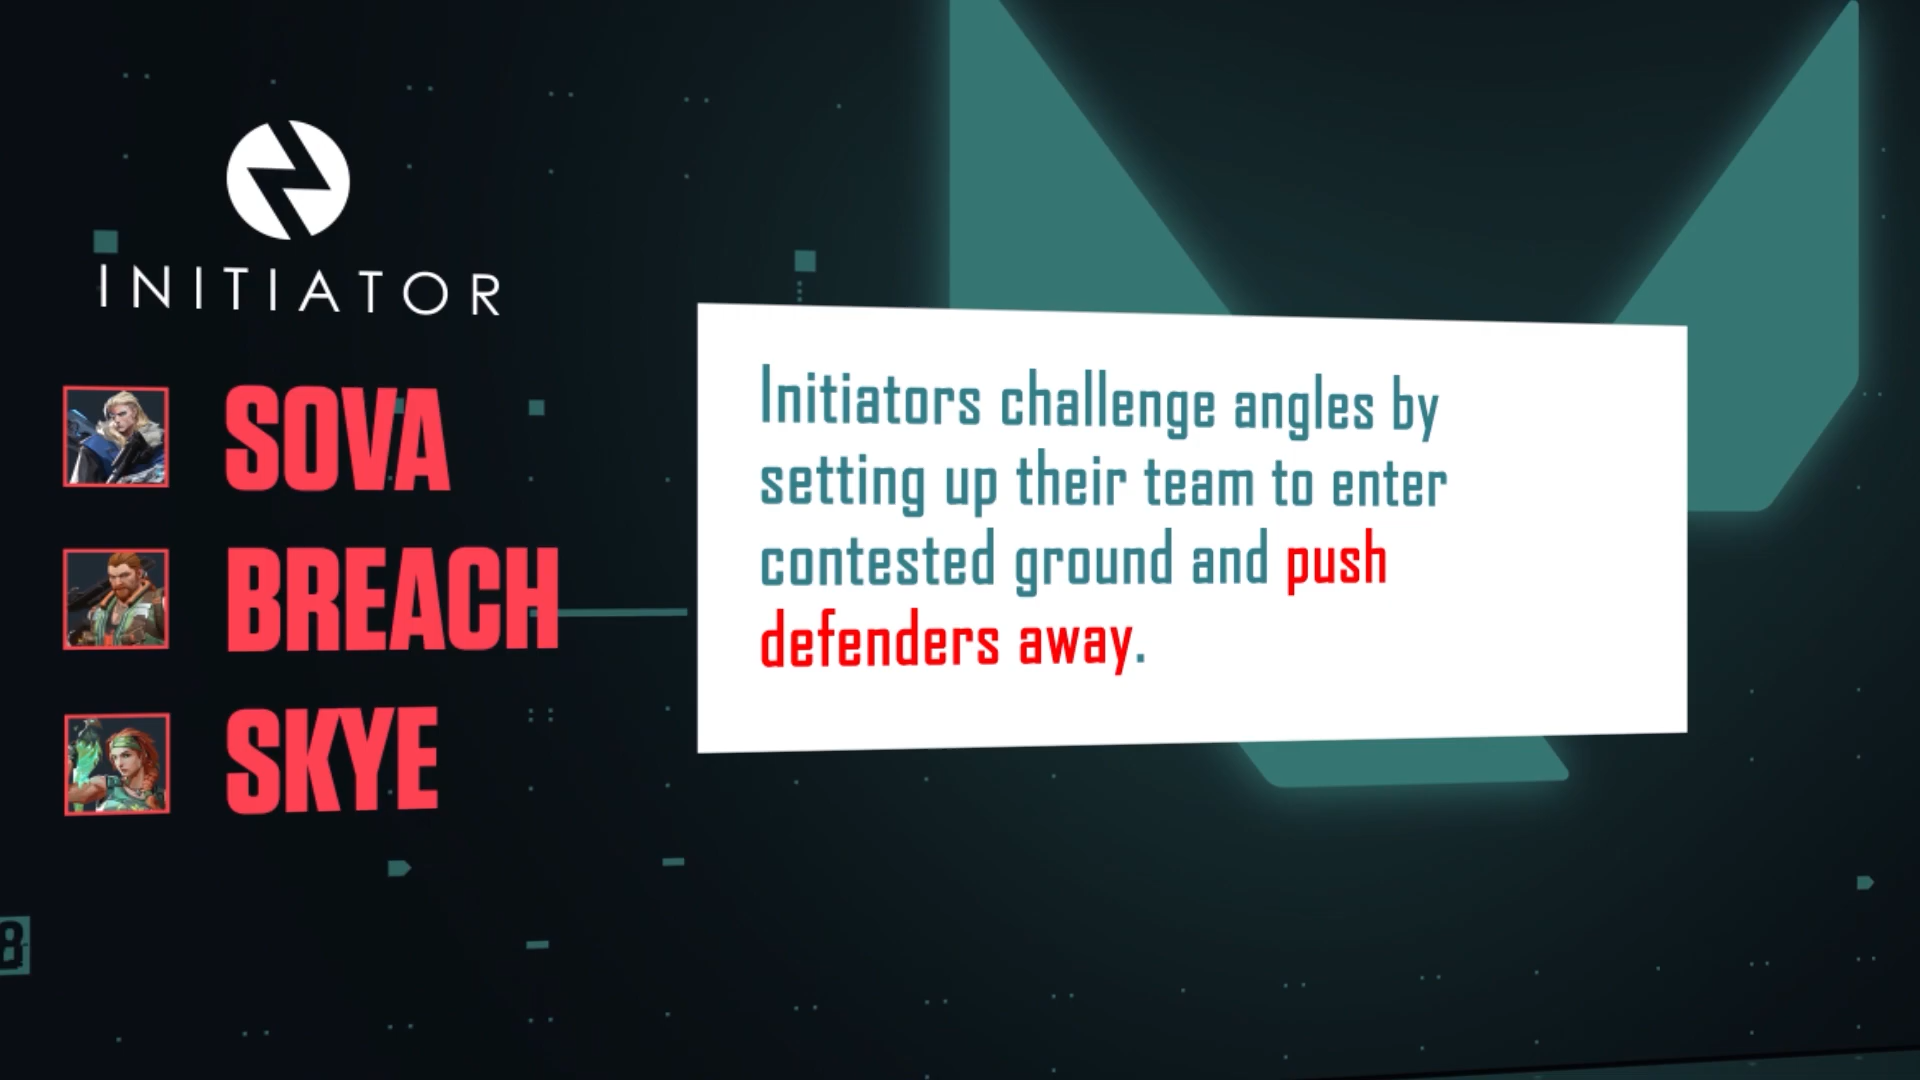 INITIATOR
SOVA
BREACH
SKYE
Initiators challenge angles by
setting up their team to enter
contested ground and push
defenders away.
8